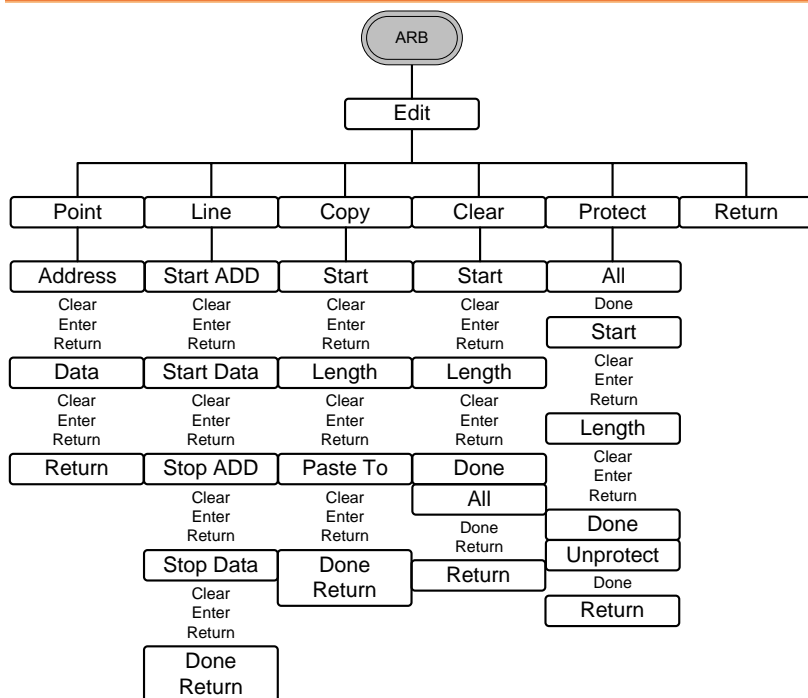 ARB
Edit
Point
Line
Copy
Clear
Protect
Return
Address
Clear
Enter
Return
Data
Clear
Enter
Return
Return
Start ADD
Clear
Enter
Return
Start Data
Clear
Enter
Return
Stop ADD
Clear
Enter
Return
Stop Data
Clear
Enter
Return
Done
Return
Start
Clear
Enter
Return
Length
Clear
Enter
Return
Paste To
Clear
Enter
Return
Done
Return
Start
Clear
Enter
Return
Length
Clear
Enter
Return
Done
All
Done
Return
Return
All
Done
Start
Clear
Enter
Return
Length
Clear
Enter
Return
Done
Unprotect
Done
Return